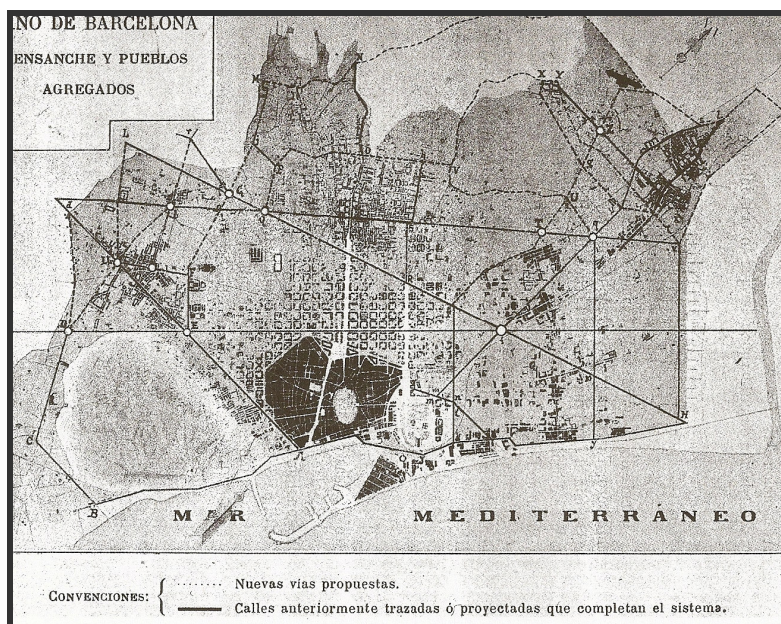 NO DE BARCELONA
ENSANCHE Y PUEBLOS
AGREGADOS
MAR MEDITERRÁNEO
CONVENCIONES:
Nuevas vías propuestas.
Calles anteriormente trazadas ó proyectadas que completan el sistema.